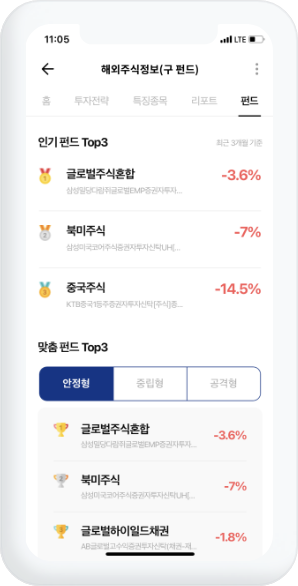 11:05
LTE
해외주식정보(구 펀드)
홈 투자전략 특징종목 리포트 펀드
인기 펀드 Top3 최근 3개월 기준
글로벌주식혼합 -3.6%
삼성밀당다람쥐글로벌EMP증권자투자...
북미주식 -7%
삼성미국코어주식증권자투자신탁UH[...
중국주식 -14.5%
KTB중국1등주증권자투자신탁[주식]종...
맞춤 펀드 Top3
안정형 중립형 공격형
글로벌주식혼합 -3.6%
삼성밀당다람쥐글로벌EMP증권자투자...
북미주식 -7%
삼성미국코어주식증권자투자신탁UH[...
글로벌하이일드채권 -1.8%
AB글로벌고수익증권투자신탁(채권-재...